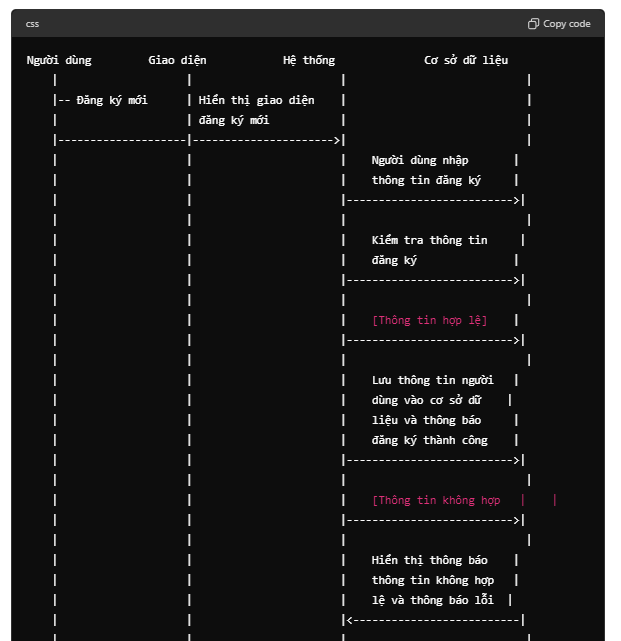 css Copy code
Người dùng Giao diện Hệ thống Cơ sở dữ liệu
| | | |
|-- Đăng ký mới | Hiển thị giao diện | |
| | đăng ký mới | |
|--------------------|---------------------->| |
| | | Người dùng nhập |
| | | thông tin đăng ký |
| | |-------------------------->|
| | | |
| | | Kiểm tra thông tin |
| | | đăng ký |
| | |-------------------------->|
| | | |
| | | [Thông tin hợp lệ] |
| | |-------------------------->|
| | | |
| | | Lưu thông tin người |
| | | dùng vào cơ sở dữ |
| | | liệu và thông báo |
| | | đăng ký thành công |
| | |-------------------------->|
| | | |
| | | [Thông tin không hợp | |
| | |-------------------------->|
| | | |
| | | Hiển thị thông báo |
| | | thông tin không hợp |
| | | lệ và thông báo lỗi |
| | |<--------------------------|
| | | |